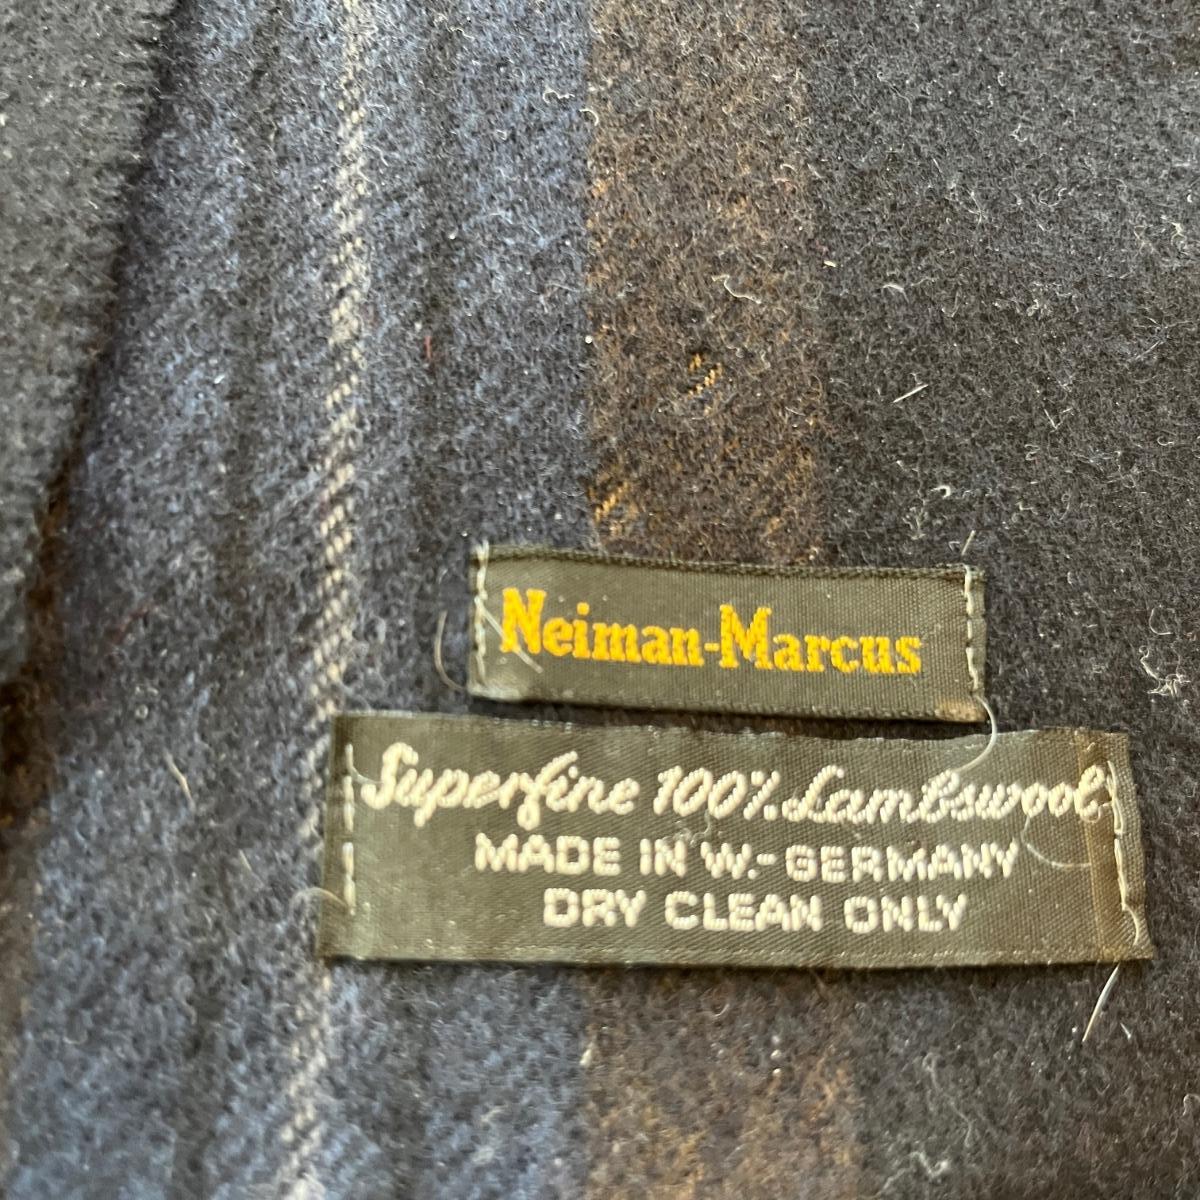 Neiman-Marcus
Superfine 100% Lambswool
MADE IN W.-GERMANY
DRY CLEAN ONLY